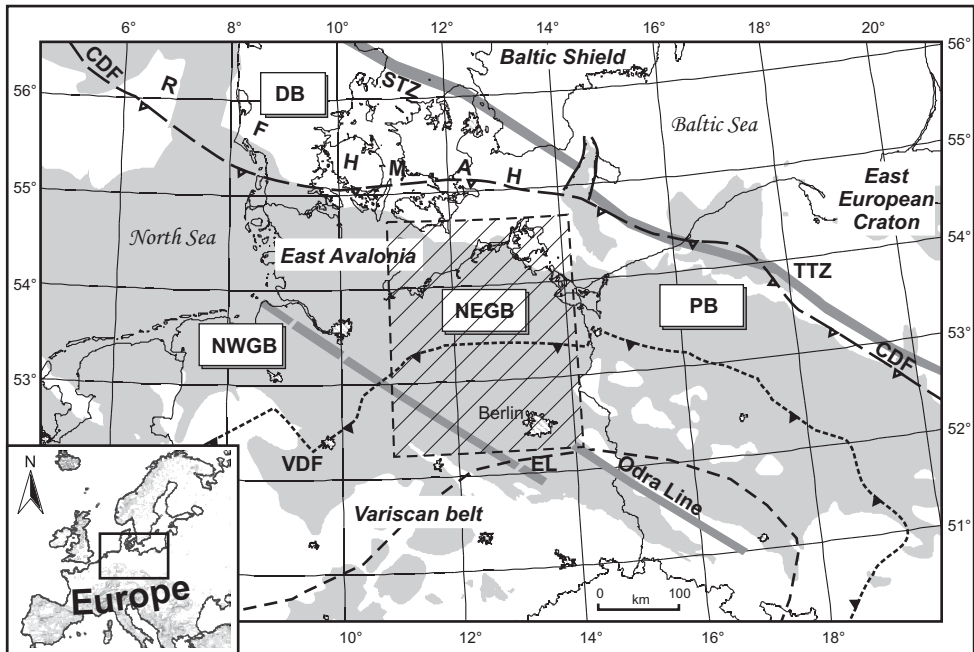 6° 8° 10° 12° 14° 16° 18° 20°
56°
CDF
R
DB
STZ
Baltic Shield
56°
F
Baltic Sea
55°
H M A H
55°
East
European
Craton
North Sea
East Avalonia
54°
54°
TTZ
NEGB
PB
NWGB
53°
53°
CDF
Berlin
52°
VDF
EL
Odra Line
N
Variscan belt
51°
Europe
0 100
km
10° 12° 14° 16° 18°